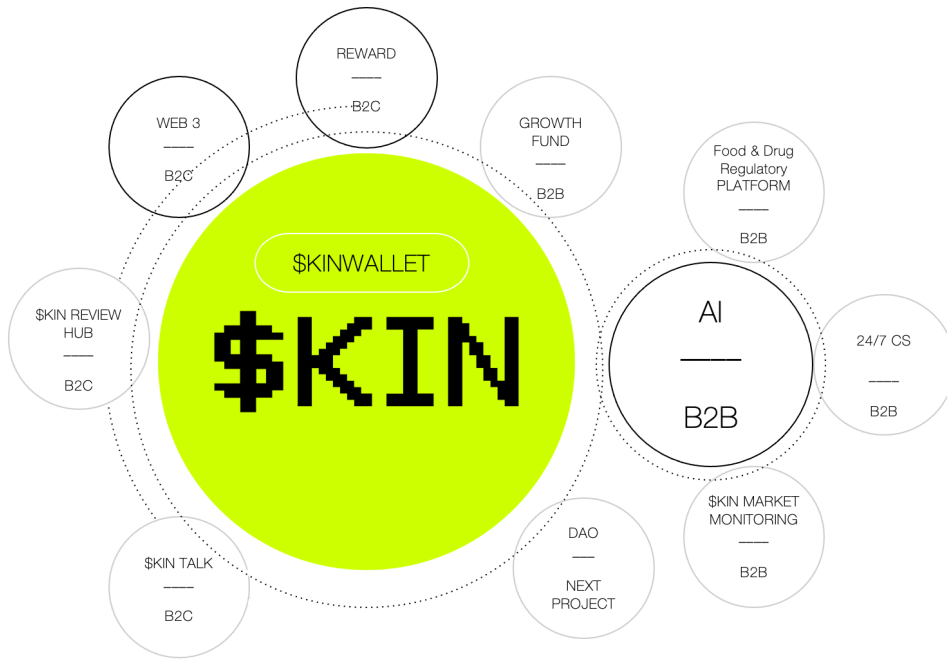 REWARD
B2C
WEB 3
B2C
GROWTH
FUND
B2B
Food & Drug
Regulatory
PLATFORM
B2B
$KINWALLET
$KIN
$KIN REVIEW
HUB
B2C
AI
B2B
24/7 CS
B2B
$KIN MARKET
MONITORING
B2B
DAO
NEXT
PROJECT
$KIN TALK
B2C